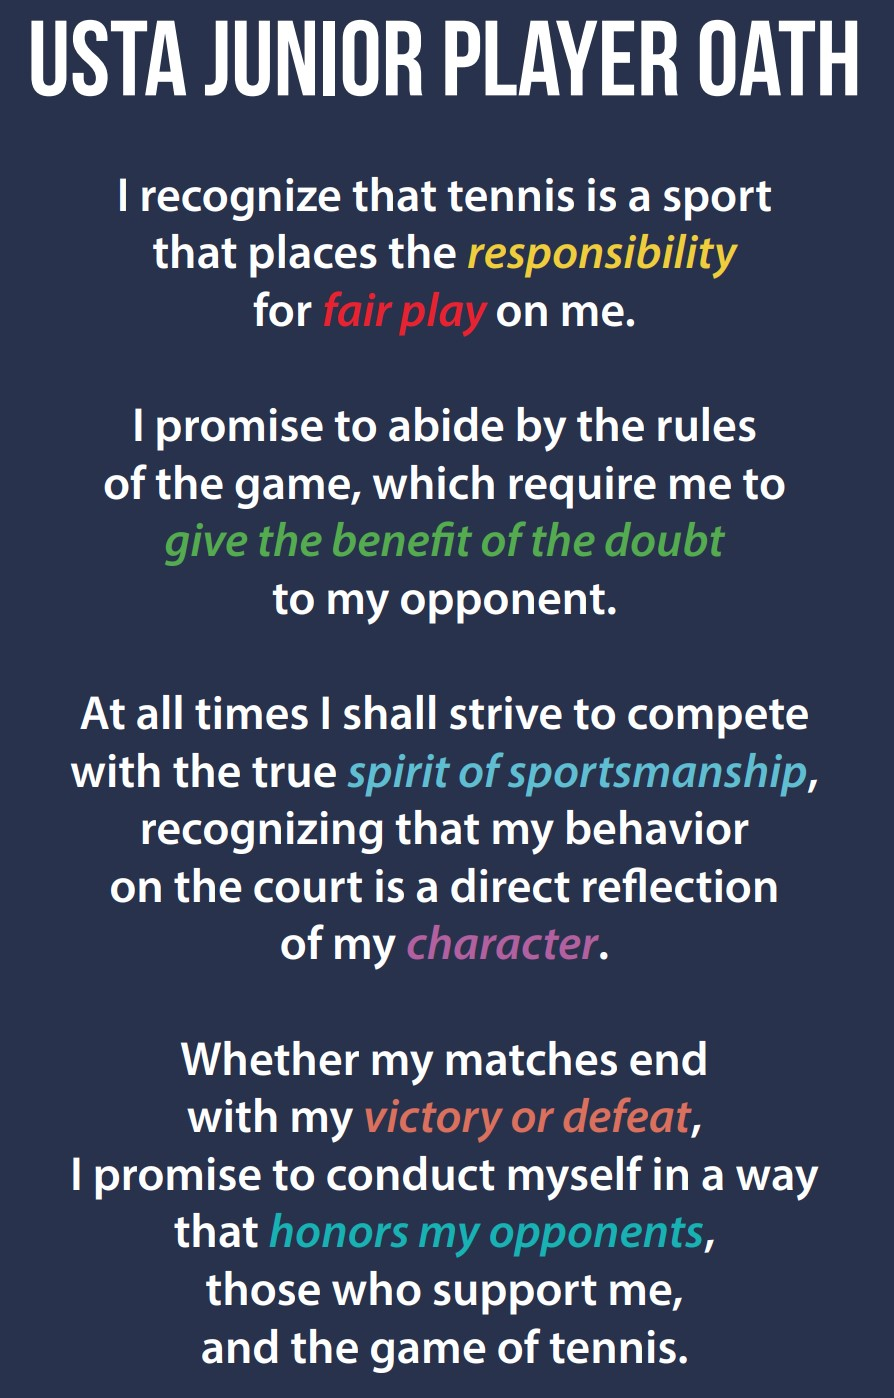 USTA JUNIOR PLAYER OATH
I recognize that tennis is a sport
that places the responsibility
for fair play on me.
I promise to abide by the rules
of the game, which require me to
give the benefit of the doubt
to my opponent.
At all times I shall strive to compete
with the true spirit of sportsmanship,
recognizing that my behavior
on the court is a direct reflection
of my character.
Whether my matches end
with my victory or defeat,
I promise to conduct myself in a way
that honors my opponents,
those who support me,
and the game of tennis.